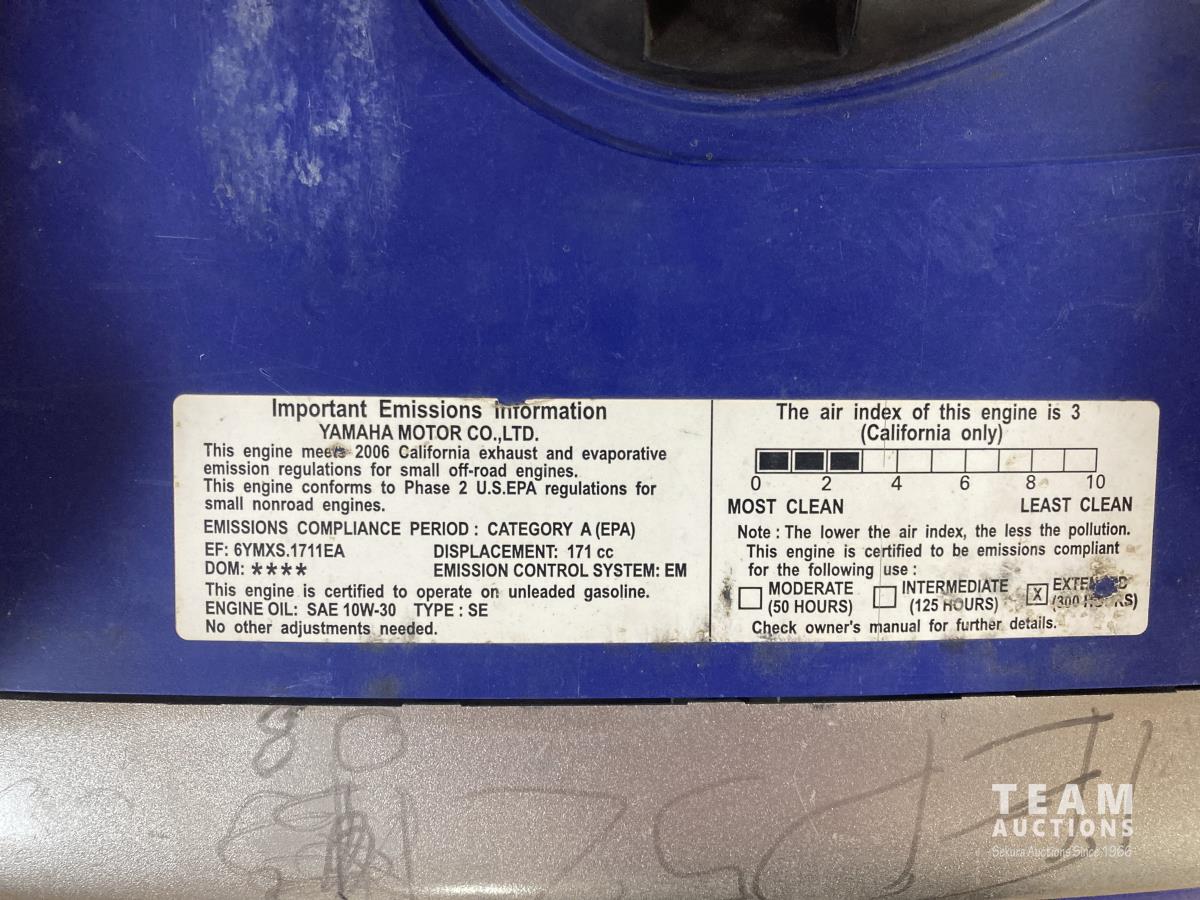 Important Emissions Information
YAMAHA MOTOR CO.,LTD.
This engine meets 2006 California exhaust and evaporative
emission regulations for small off-road engines.
This engine conforms to Phase 2 U.S.EPA regulations for
small nonroad engines.
EMISSIONS COMPLIANCE PERIOD : CATEGORY A (EPA)
EF: 6YMXS.1711EA DISPLACEMENT: 171 cc
DOM: **** EMISSION CONTROL SYSTEM: EM
This engine is certified to operate on unleaded gasoline.
ENGINE OIL: SAE 10W-30 TYPE : SE
No other adjustments needed.
The air index of this engine is 3
(California only)
0 2 4 6 8 10
MOST CLEAN LEAST CLEAN
Note : The lower the air index, the less the pollution.
This engine is certified to be emissions compliant
for the following use :
MODERATE INTERMEDIATE X EXTENDED
(50 HOURS) (125 HOURS) (300 HOURS)
Check owner's manual for further details.
TEAM
AUCTIONS
Sekura Auctions Since 1966